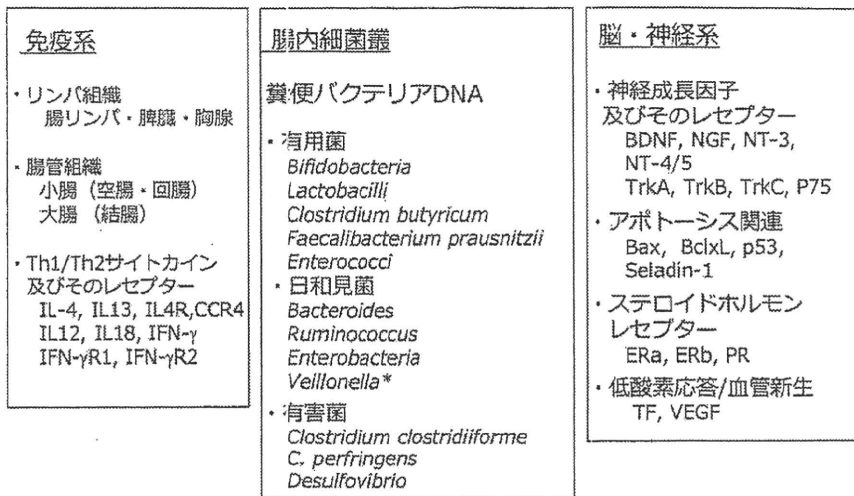 免疫系
・リンパ組織
腸リンパ・脾臓・胸腺
・腸管組織
小腸（空腸・回腸）
大腸 （結腸）
・Th1/Th2サイトカイン
及びそのレセプター
IL-4, IL13, IL4R,CCR4
IL12, IL18, IFN-γ
IFN-γR1, IFN-γR2
腸内細菌叢
糞便バクテリアDNA
・有用菌
Bifidobacteria
Lactobacilli
Clostridium butyricum
Faecalibacterium prausnitzii
Enterococci
・日和見菌
Bacteroides
Ruminococcus
Enterobacteria
Veillonella*
・有害菌
Clostridium clostridiiforme
C. perfringens
Desulfovibrio
脳・神経系
・神経成長因子
及びそのレセプター
BDNF, NGF, NT-3,
NT-4/5
TrkA, TrkB, TrkC, P75
・アポトーシス関連
Bax, BclxL, p53,
Seladin-1
・ステロイドホルモン
レセプター
ERa, ERb, PR
・低酸素応答/血管新生
TF, VEGF